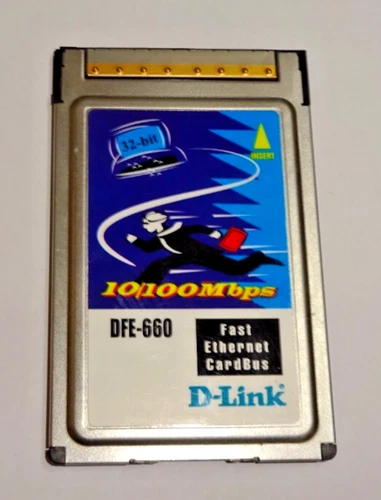 32-bit
INSERT
10/100Mbps
DFE-660
Fast
Ethernet
CardBus
D-Link